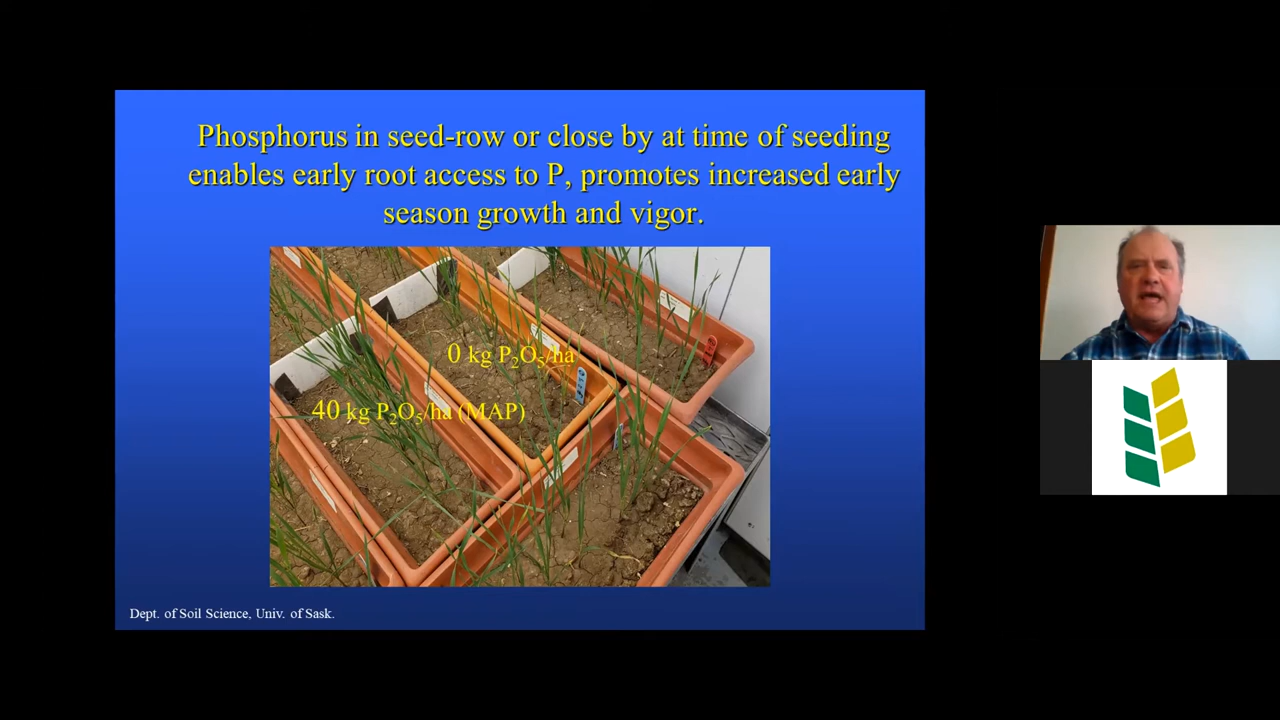 Phosphorus in seed-row or close by at time of seeding
enables early root access to P, promotes increased early
season growth and vigor.
0 kg P₂O₅/ha
40 kg P₂O₅/ha (MAP)
Dept. of Soil Science, Univ. of Sask.